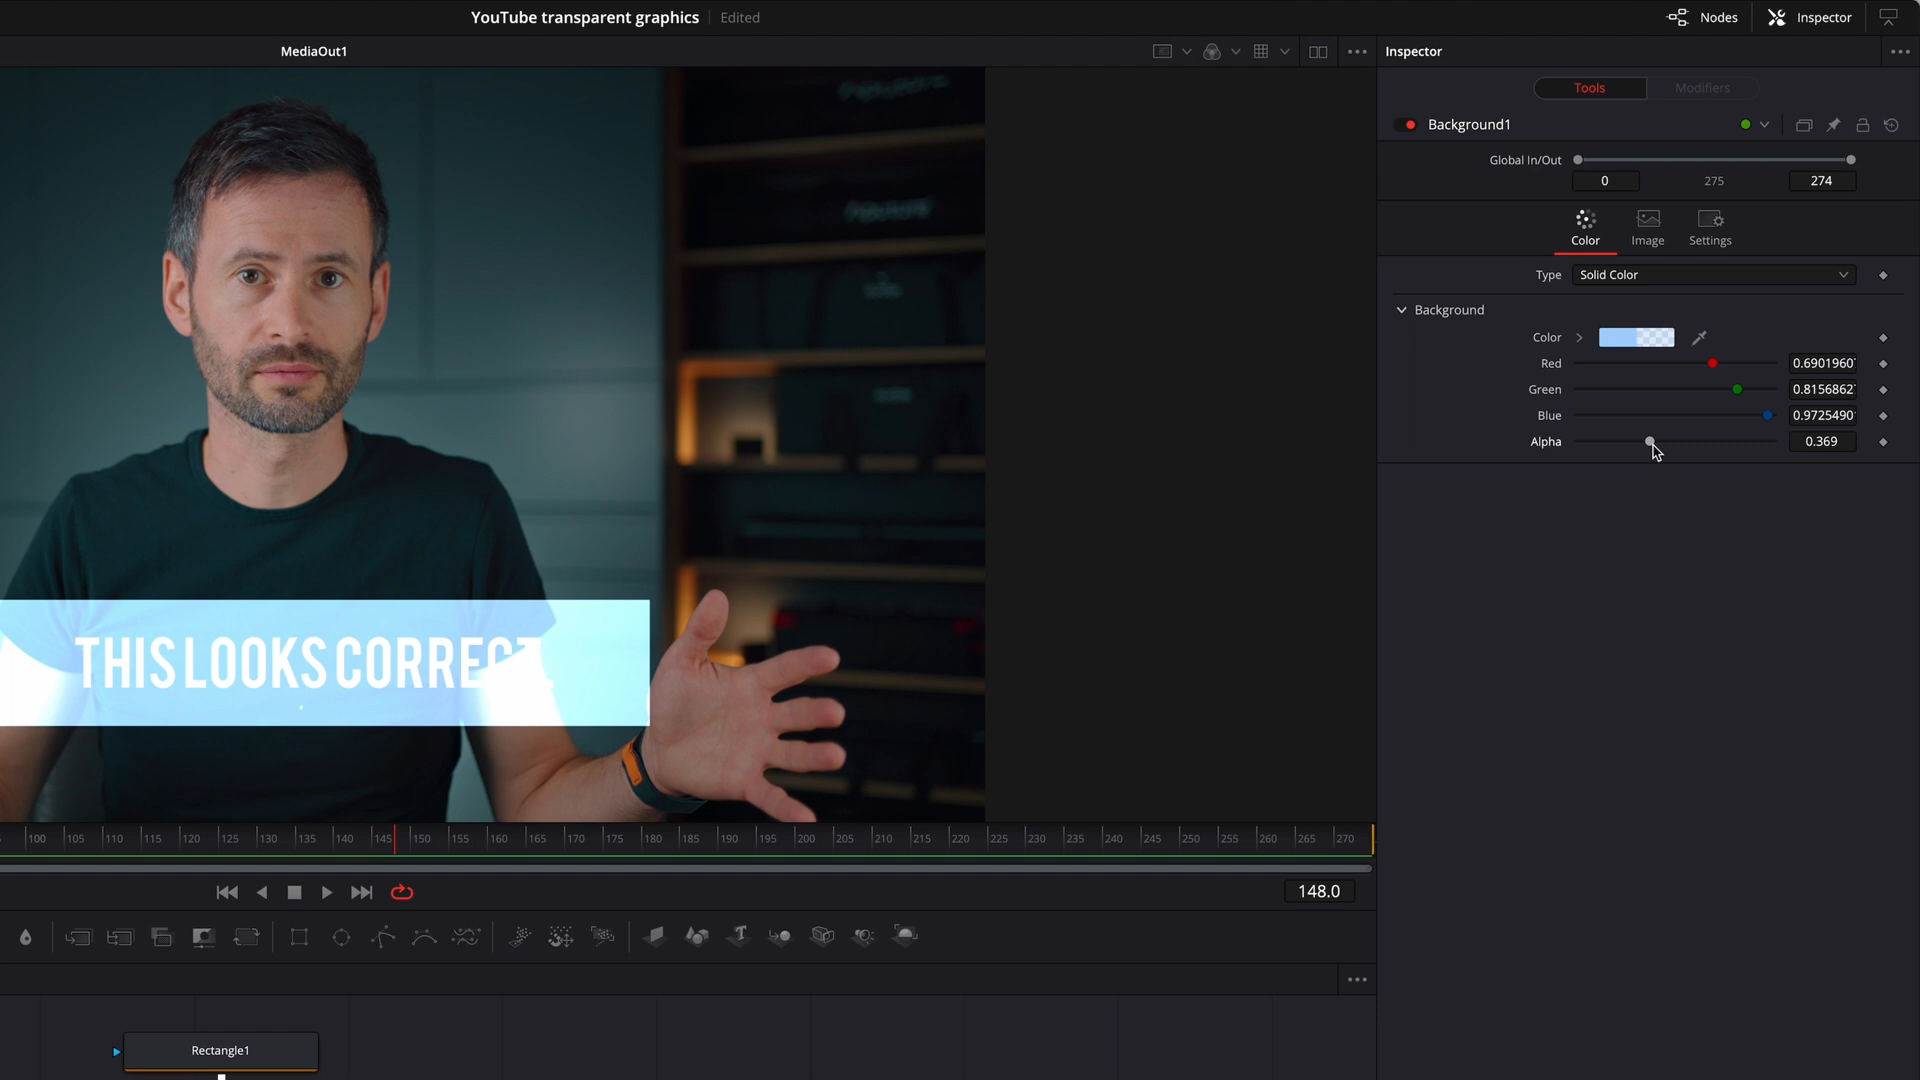 YouTube transparent graphics Edited
Nodes Inspector
MediaOut1
Inspector
Tools Modifiers
Background1
Global In/Out
0 275 274
Color Image Settings
Type Solid Color
Background
Color
Red 0.6901960
Green 0.8156862
Blue 0.9725490
Alpha 0.369
THIS LOOKS CORRECT.
100 105 110 115 120 125 130 135 140 145 150 155 160 165 170 175 180 185 190 195 200 205 210 215 220 225 230 235 240 245 250 255 260 265 270
148.0
Rectangle1